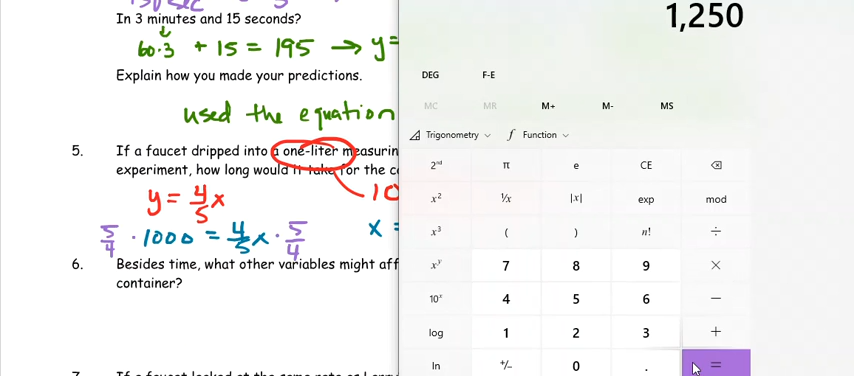 In 3 minutes and 15 seconds?
60·3 + 15 = 195 → y =
Explain how you made your predictions.
used the equation
5. If a faucet dripped into a one-liter measurin
experiment, how long would it take for the c
y = 4/5 x
10
5/4 · 1000 = 4/5 x · 5/4
x =
6. Besides time, what other variables might aff
container?
1,250
DEG F-E
MC MR M+ M- MS
Trigonometry f Function
2nd π e CE
x² ¹/x |x| exp mod
x³ ( ) n! ÷
xʸ 7 8 9 ×
10ˣ 4 5 6 −
log 1 2 3 +
ln +/− 0 . =